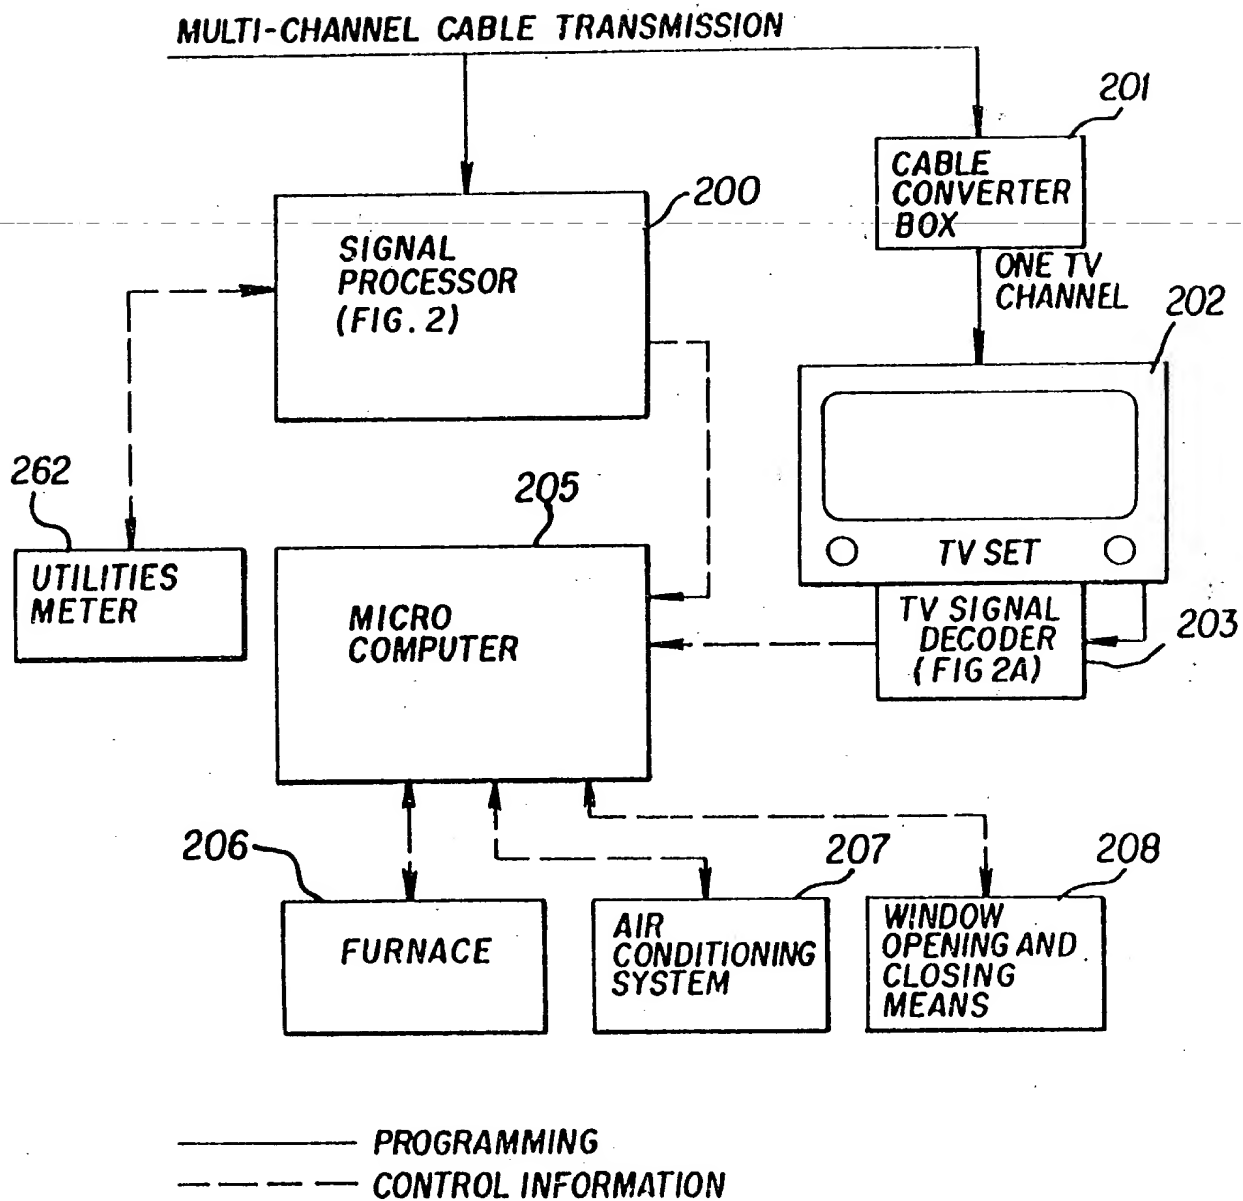 MULTI-CHANNEL CABLE TRANSMISSION
201
CABLE
CONVERTER
BOX
200
SIGNAL
PROCESSOR
(FIG. 2)
ONE TV
CHANNEL
202
262
205
UTILITIES
METER
TV SET
MICRO
COMPUTER
TV SIGNAL
DECODER
(FIG 2A)
203
206
207
208
FURNACE
AIR
CONDITIONING
SYSTEM
WINDOW
OPENING AND
CLOSING
MEANS
PROGRAMMING
CONTROL INFORMATION